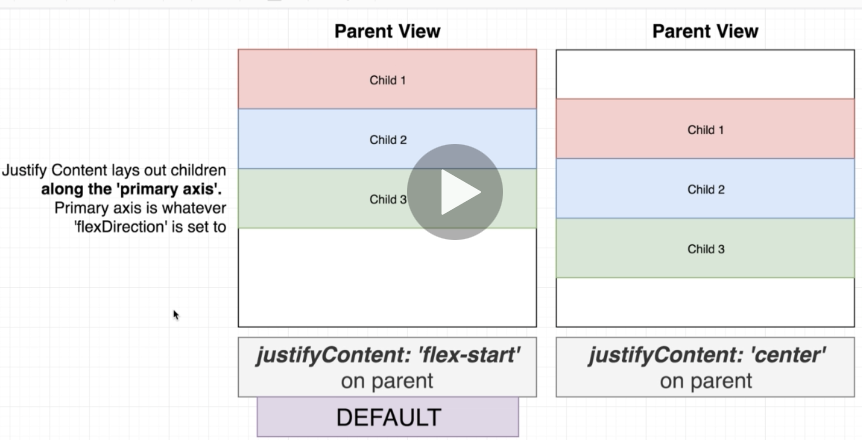 Parent View
Parent View
Child 1
Child 2
Child 3
Child 1
Child 2
Child 3
Justify Content lays out children
along the 'primary axis'.
Primary axis is whatever
'flexDirection' is set to
justifyContent: 'flex-start'
on parent
DEFAULT
justifyContent: 'center'
on parent